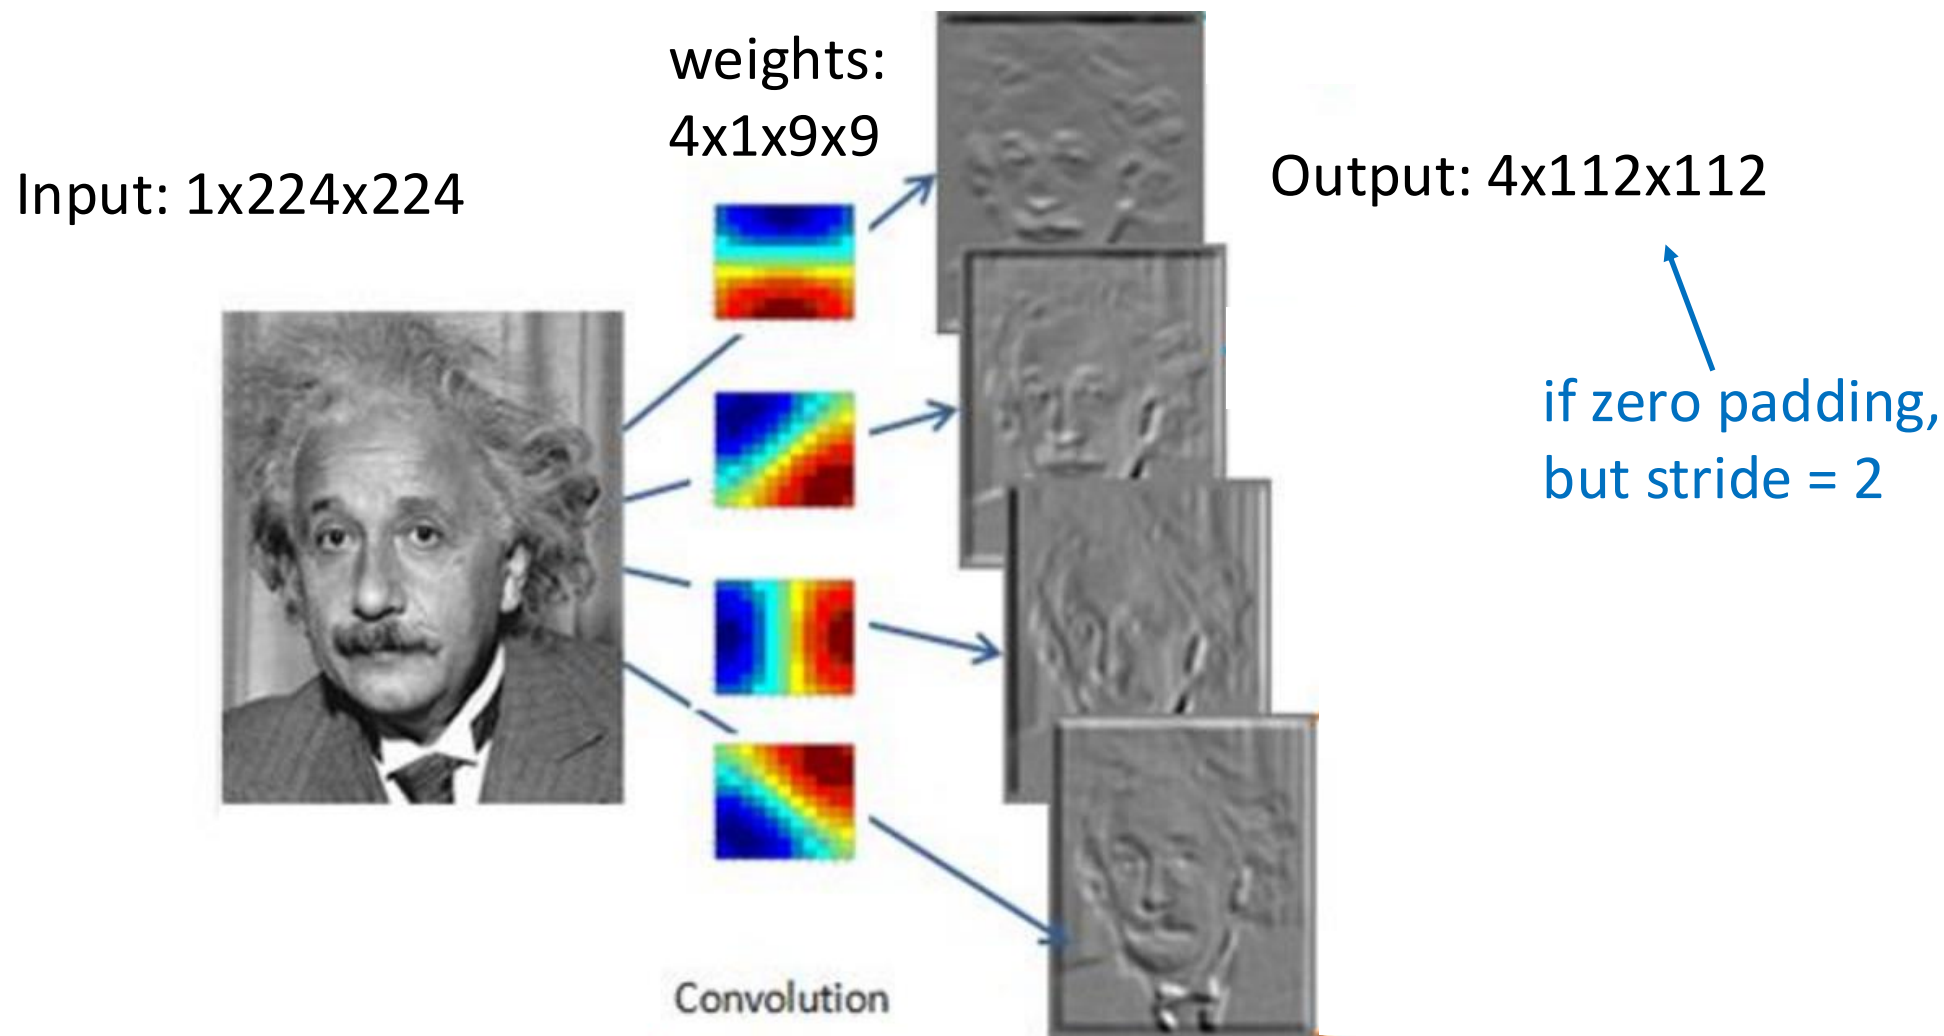 weights:
4x1x9x9
Input: 1x224x224
Output: 4x112x112
if zero padding,
but stride = 2
Convolution